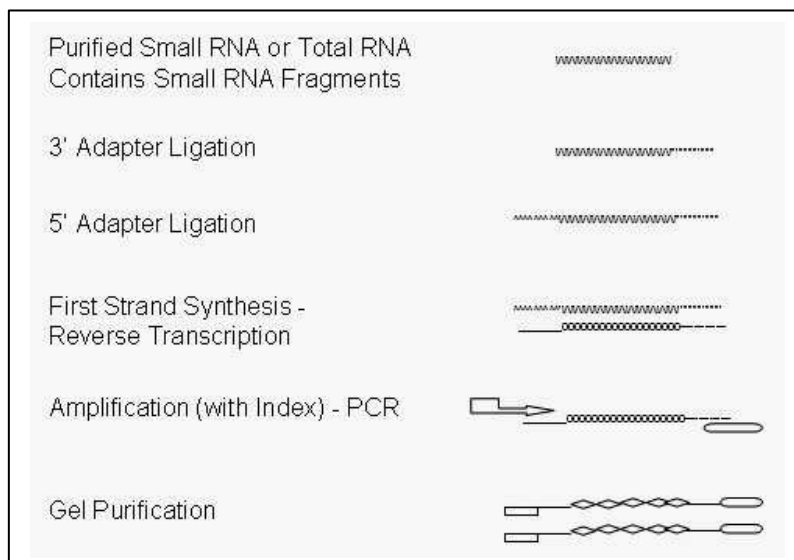 Purified Small RNA or Total RNA
Contains Small RNA Fragments
3' Adapter Ligation
5' Adapter Ligation
First Strand Synthesis -
Reverse Transcription
Amplification (with Index) - PCR
Gel Purification